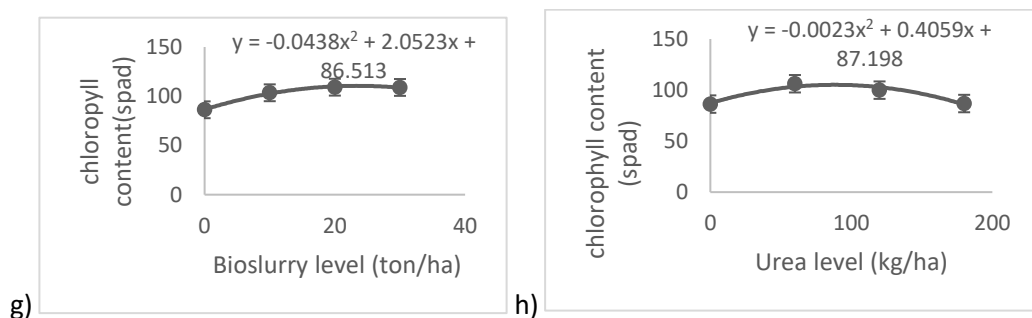 y = -0.0438x² + 2.0523x +
86.513
150
100
50
0
0
20
40
chloropyll
content(spad)
Bioslurry level (ton/ha)
g)
y = -0.0023x² + 0.4059x +
87.198
150
100
50
0
0
100
200
chlorophyll content
(spad)
Urea level (kg/ha)
h)